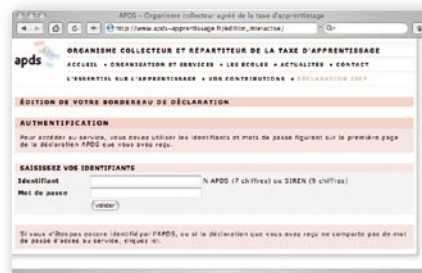 APDS - Organisme collecteur agréé de la taxe d'apprentissage
http://www.apds-apprentissage.fr/edition_interactive/
apds
ORGANISME COLLECTEUR ET RÉPARTITEUR DE LA TAXE D'APPRENTISSAGE
ACCUEIL • ORGANISATION ET SERVICES • LES ECOLES • ACTUALITÉS • CONTACT
L'ESSENTIEL SUR L'APPRENTISSAGE • VOS CONTRIBUTIONS • DÉCLARATION 2007
ÉDITION DE VOTRE BORDEREAU DE DÉCLARATION
AUTHENTIFICATION
Pour accéder au service, vous devez utiliser les identifiants et mots de passe figurant sur la première page
de la déclaration APDS que vous avez reçu.
SAISISSEZ VOS IDENTIFIANTS
Identifiant N APDS (7 chiffres) ou SIREN (9 chiffres)
Mot de passe
valider
Si vous n'êtes pas encore identifié par l'APDS, ou si la déclaration que vous avez reçu ne comporte pas de mot
de passe d'accès au service, cliquez ici.